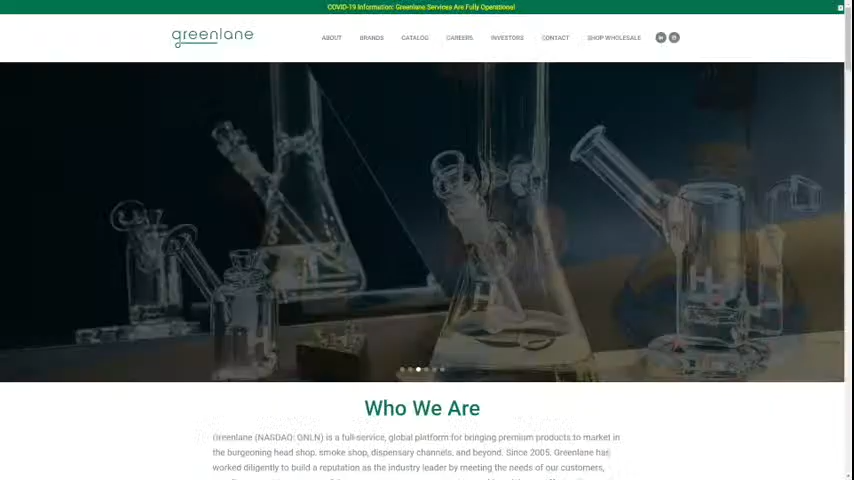 COVID-19 Information: Greenlane Services Are Fully Operational
greenlane
ABOUT BRANDS CATALOG CAREERS INVESTORS CONTACT SHOP WHOLESALE
Who We Are
Greenlane (NASDAQ: GNLN) is a full-service, global platform for bringing premium products to market in
the burgeoning head shop, smoke shop, dispensary channels, and beyond. Since 2005, Greenlane has
worked diligently to build a reputation as the industry leader by meeting the needs of our customers,